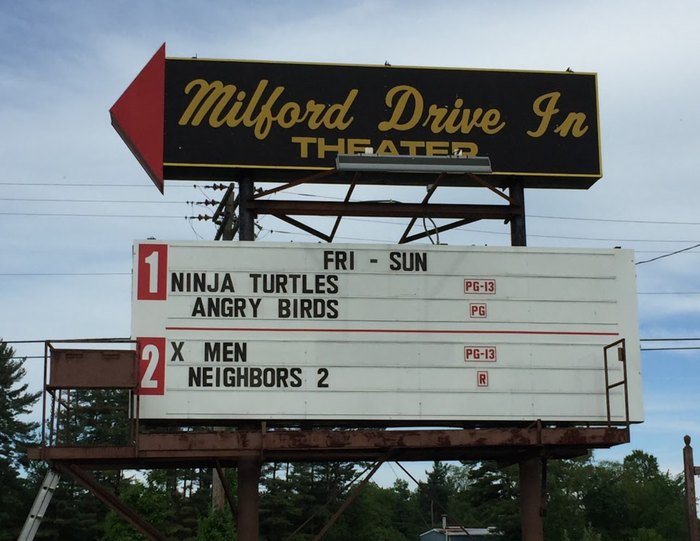 Milford Drive In
THEATER
FRI - SUN
1 NINJA TURTLES PG-13
ANGRY BIRDS PG
2 X MEN PG-13
NEIGHBORS 2 R